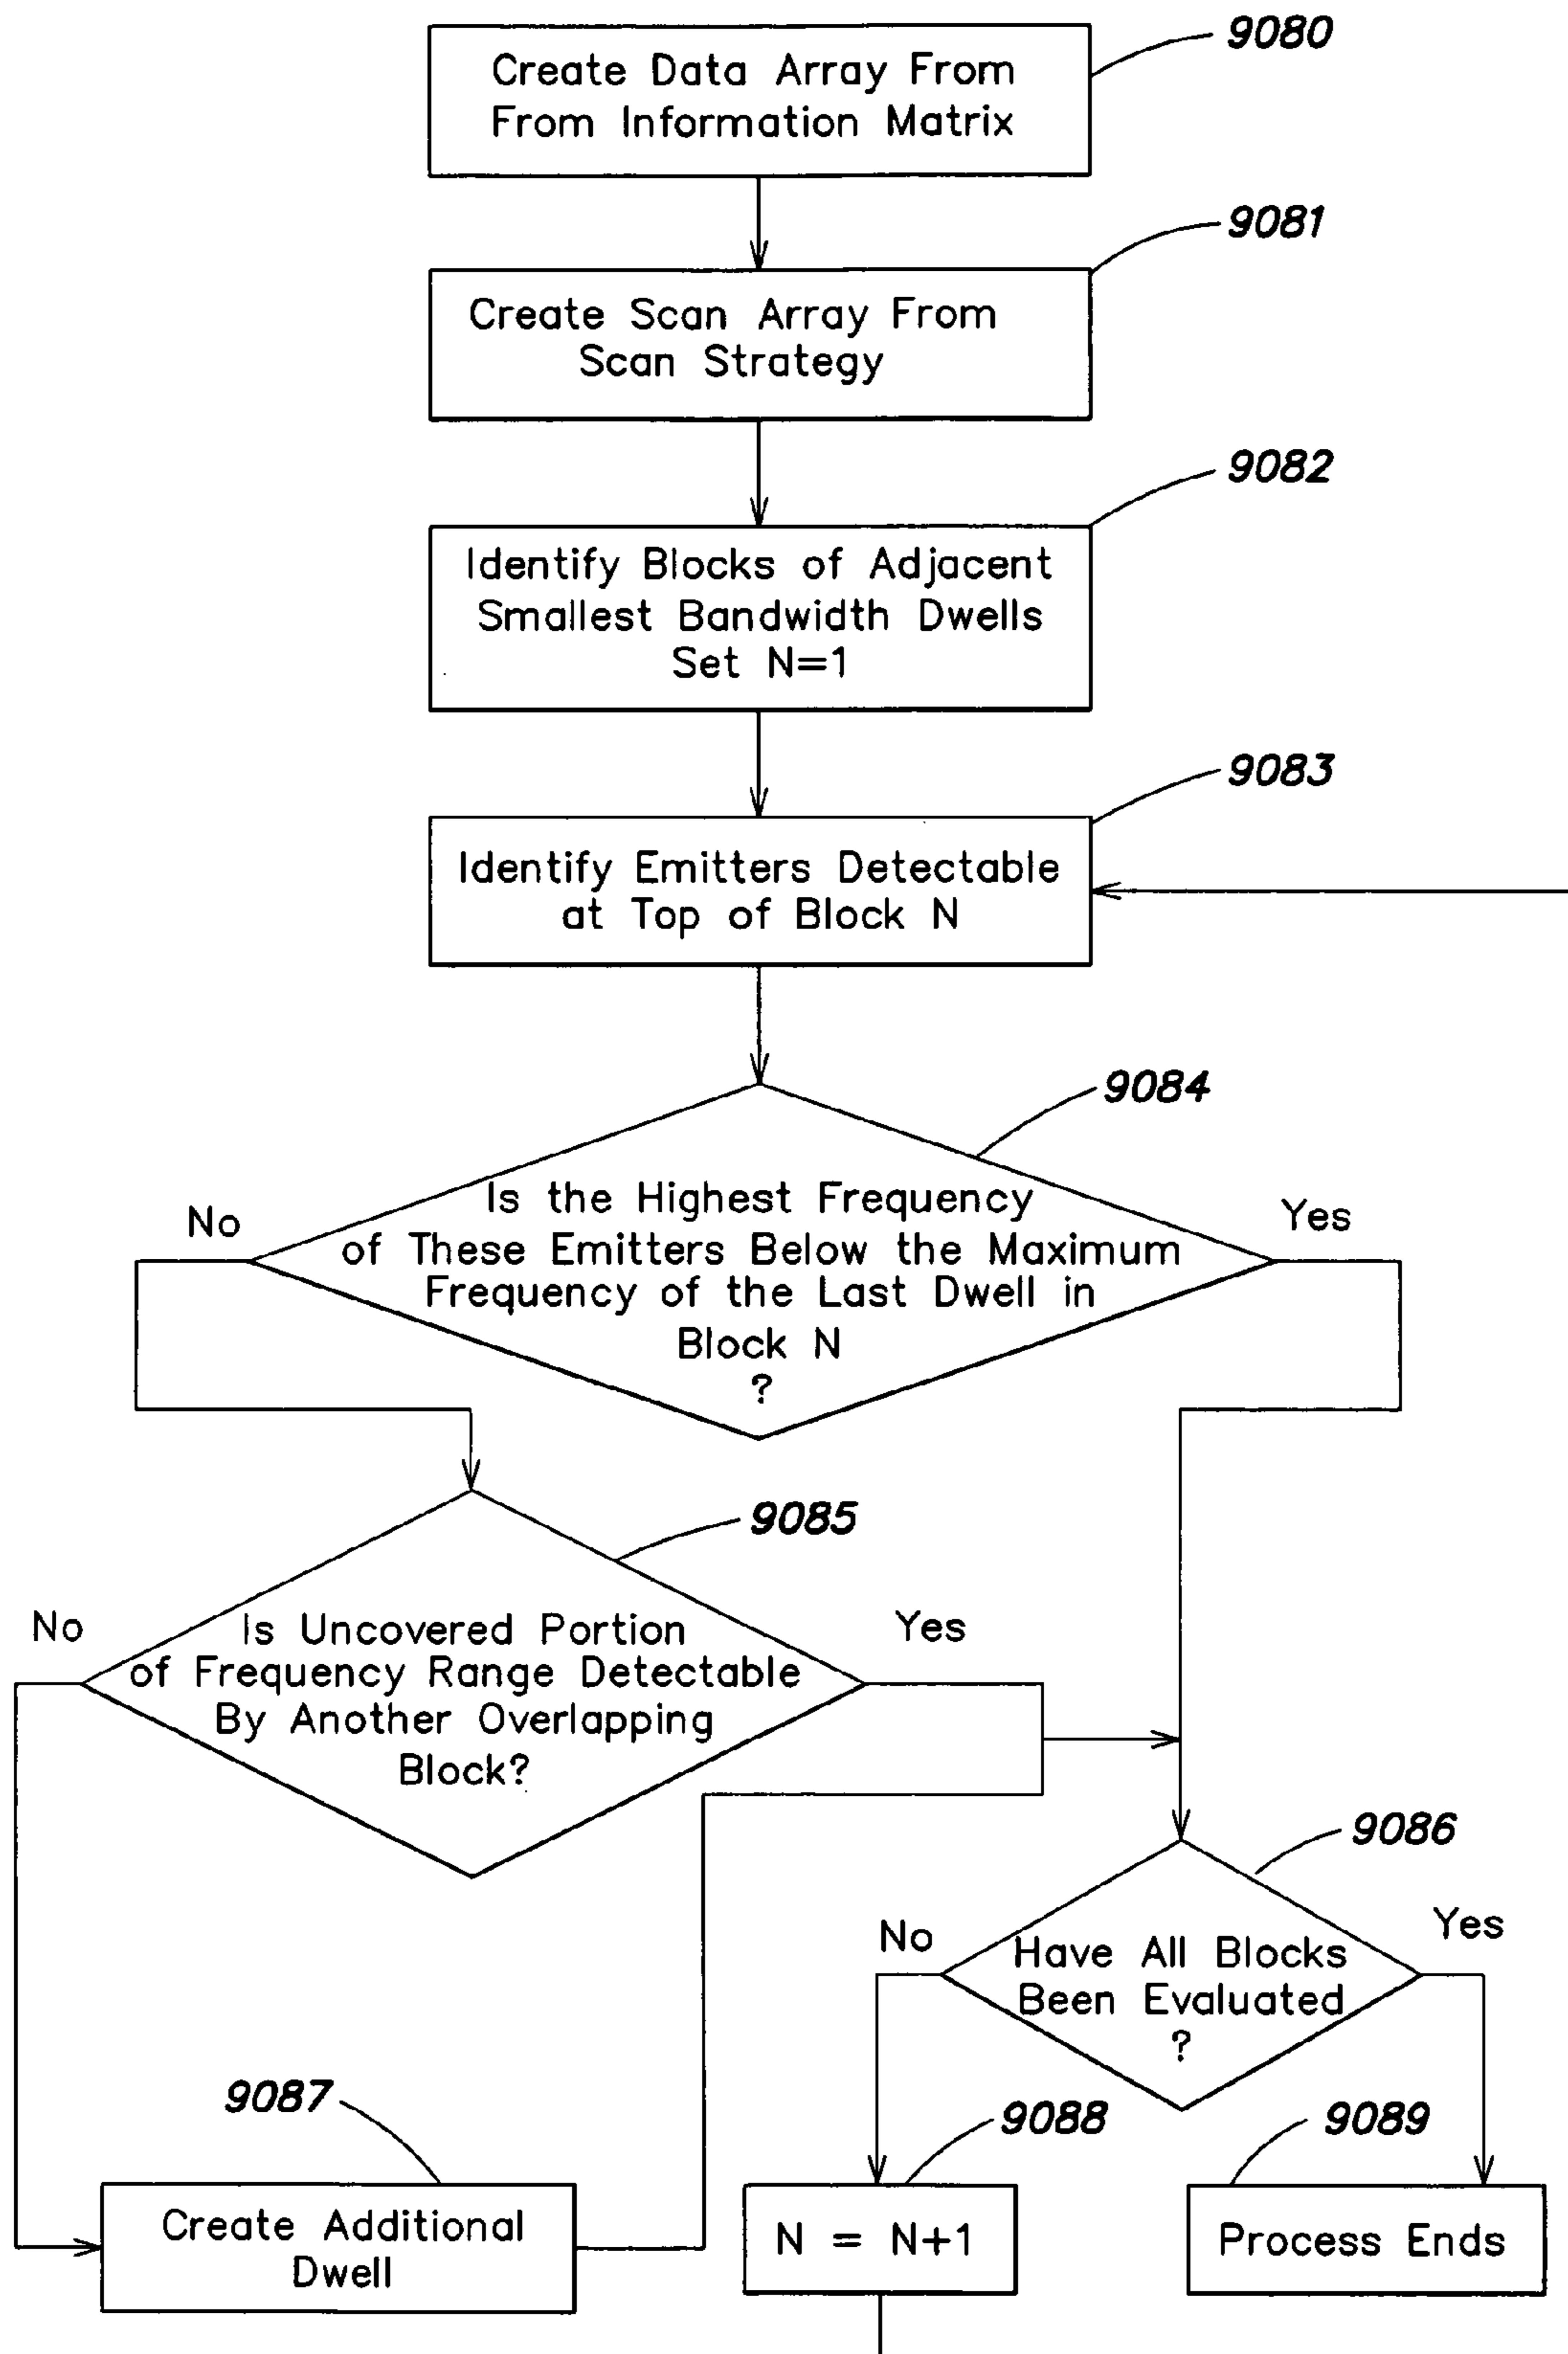 9080
Create Data Array From
From Information Matrix
9081
Create Scan Array From
Scan Strategy
9082
Identify Blocks of Adjacent
Smallest Bandwidth Dwells
Set N=1
9083
Identify Emitters Detectable
at Top of Block N
9084
Is the Highest Frequency
of These Emitters Below the Maximum
Frequency of the Last Dwell in
Block N
?
No
Yes
9085
Is Uncovered Portion
of Frequency Range Detectable
By Another Overlapping
Block?
No
Yes
9086
Have All Blocks
Been Evaluated
?
No
Yes
9087
Create Additional
Dwell
9088
N = N+1
9089
Process Ends